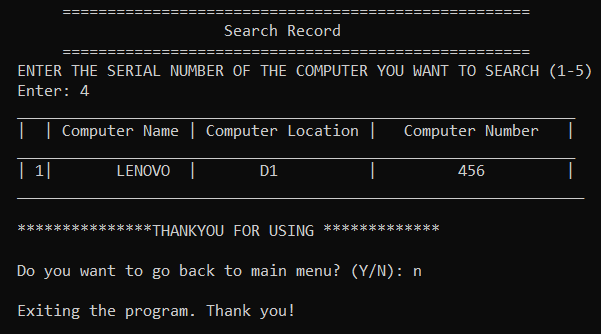 ====================================================
Search Record
====================================================
ENTER THE SERIAL NUMBER OF THE COMPUTER YOU WANT TO SEARCH (1-5)
Enter: 4
______________________________________________________________
|  | Computer Name | Computer Location |   Computer Number   |
______________________________________________________________
| 1|       LENOVO  |       D1          |         456         |
_______________________________________________________________
***************THANKYOU FOR USING *************
Do you want to go back to main menu? (Y/N): n
Exiting the program. Thank you!